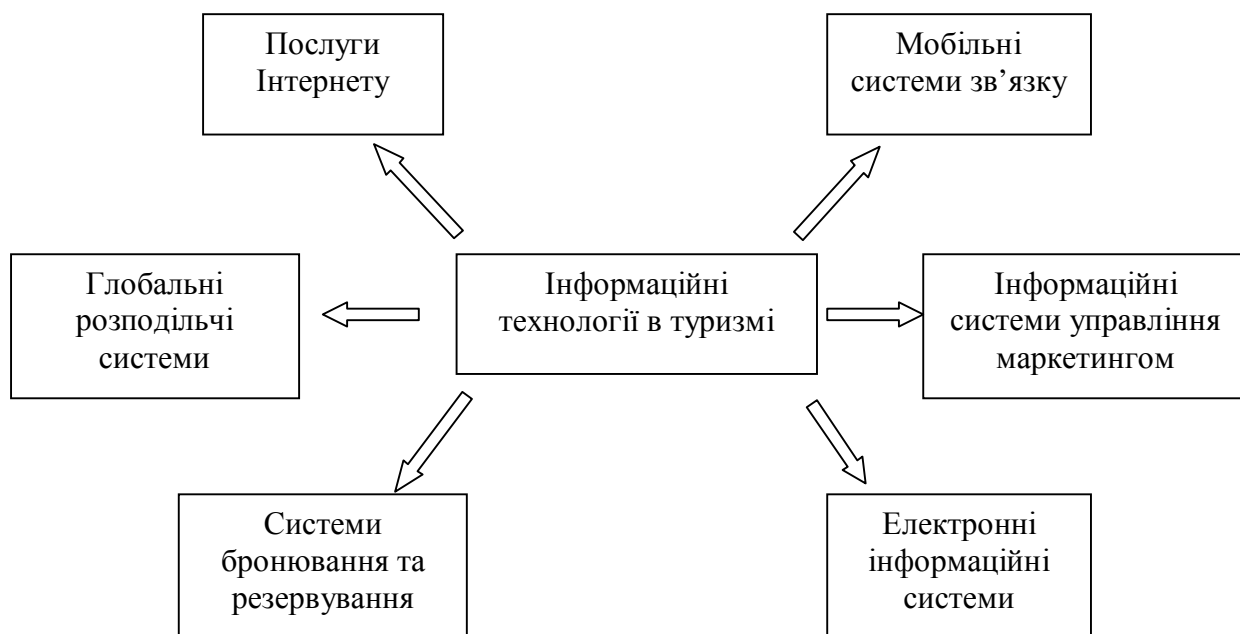 Послуги
Інтернету
Мобільні
системи зв’язку
Глобальні
розподільчі
системи
Інформаційні
технології в туризмі
Інформаційні
системи управління
маркетингом
Системи
бронювання та
резервування
Електронні
інформаційні
системи